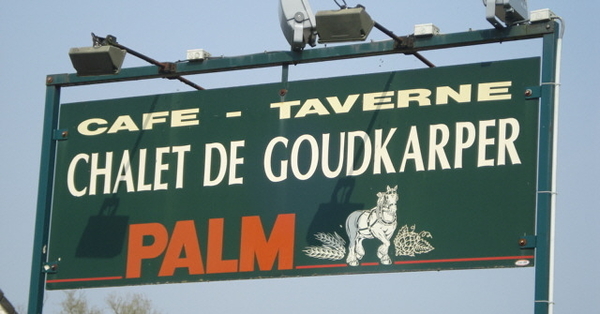 CAFE - TAVERNE
CHALET DE GOUDKARPER
PALM